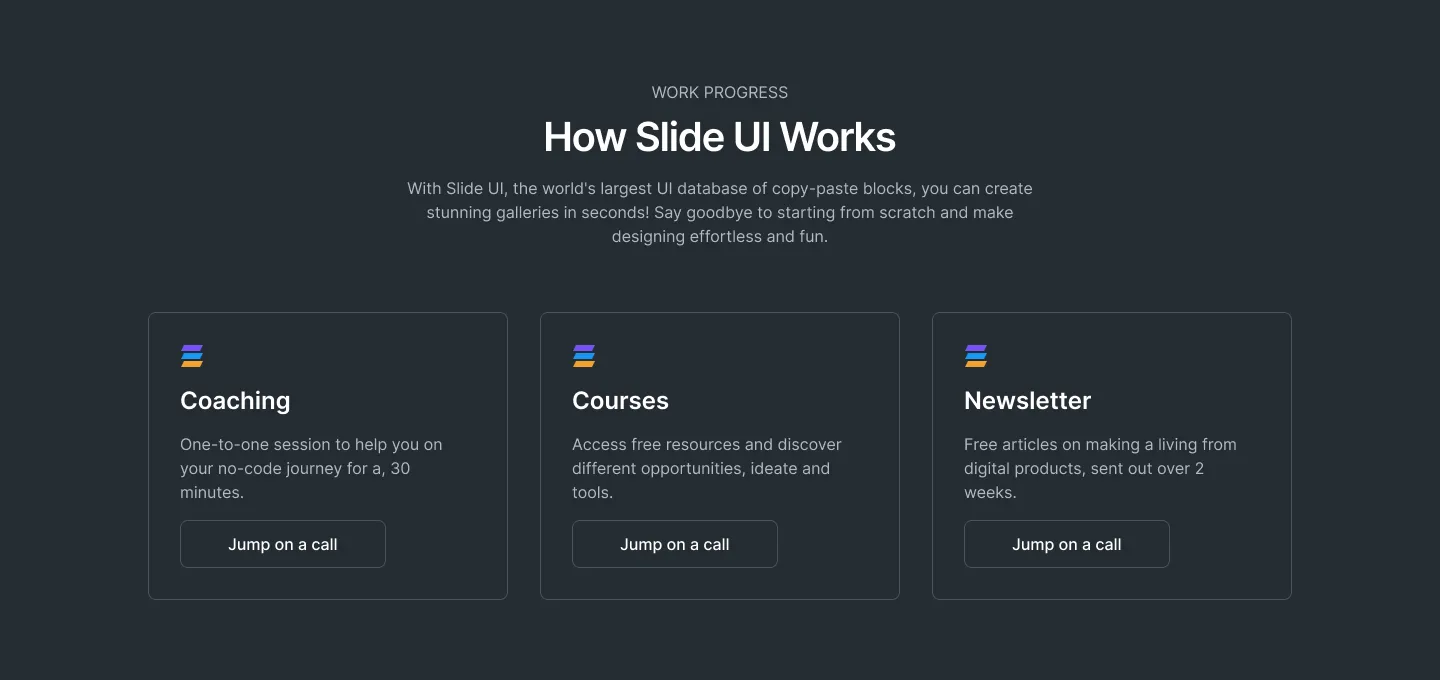 WORK PROGRESS
How Slide UI Works
With Slide UI, the world's largest UI database of copy-paste blocks, you can create
stunning galleries in seconds! Say goodbye to starting from scratch and make
designing effortless and fun.
Coaching
One-to-one session to help you on
your no-code journey for a, 30
minutes.
Jump on a call
Courses
Access free resources and discover
different opportunities, ideate and
tools.
Jump on a call
Newsletter
Free articles on making a living from
digital products, sent out over 2
weeks.
Jump on a call